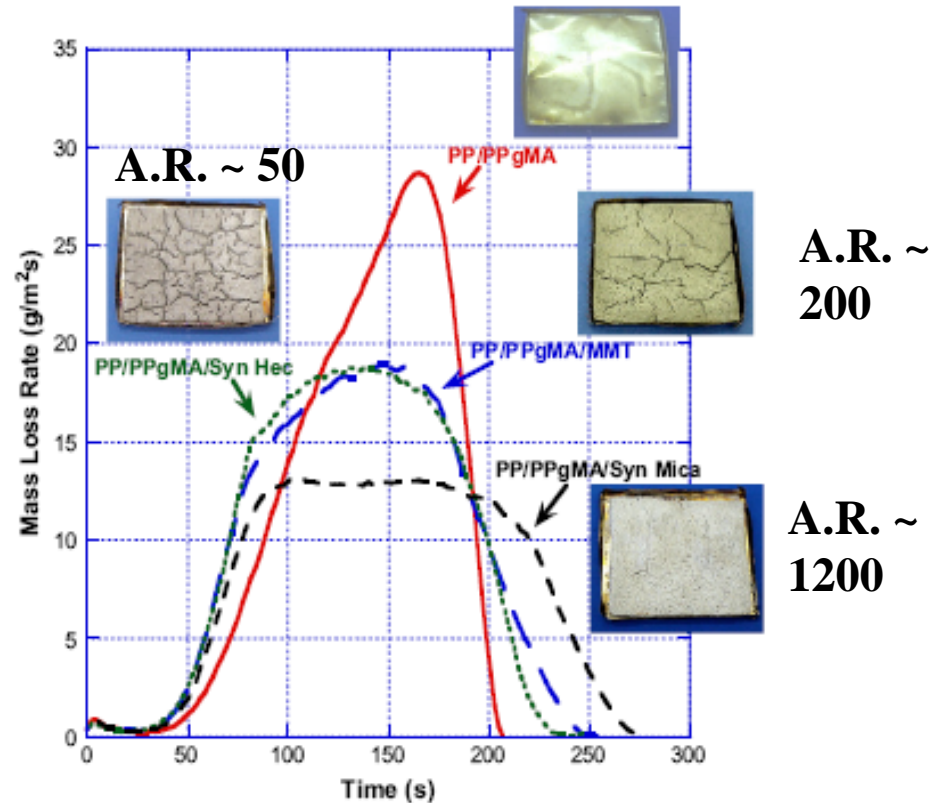 35
30
25
20
15
10
5
0
Mass Loss Rate (g/m²s)
A.R. ~ 50
PP/PPgMA
A.R. ~
200
PP/PPgMA/Syn Hec
PP/PPgMA/MMT
PP/PPgMA/Syn Mica
A.R. ~
1200
0 50 100 150 200 250 300
Time (s)